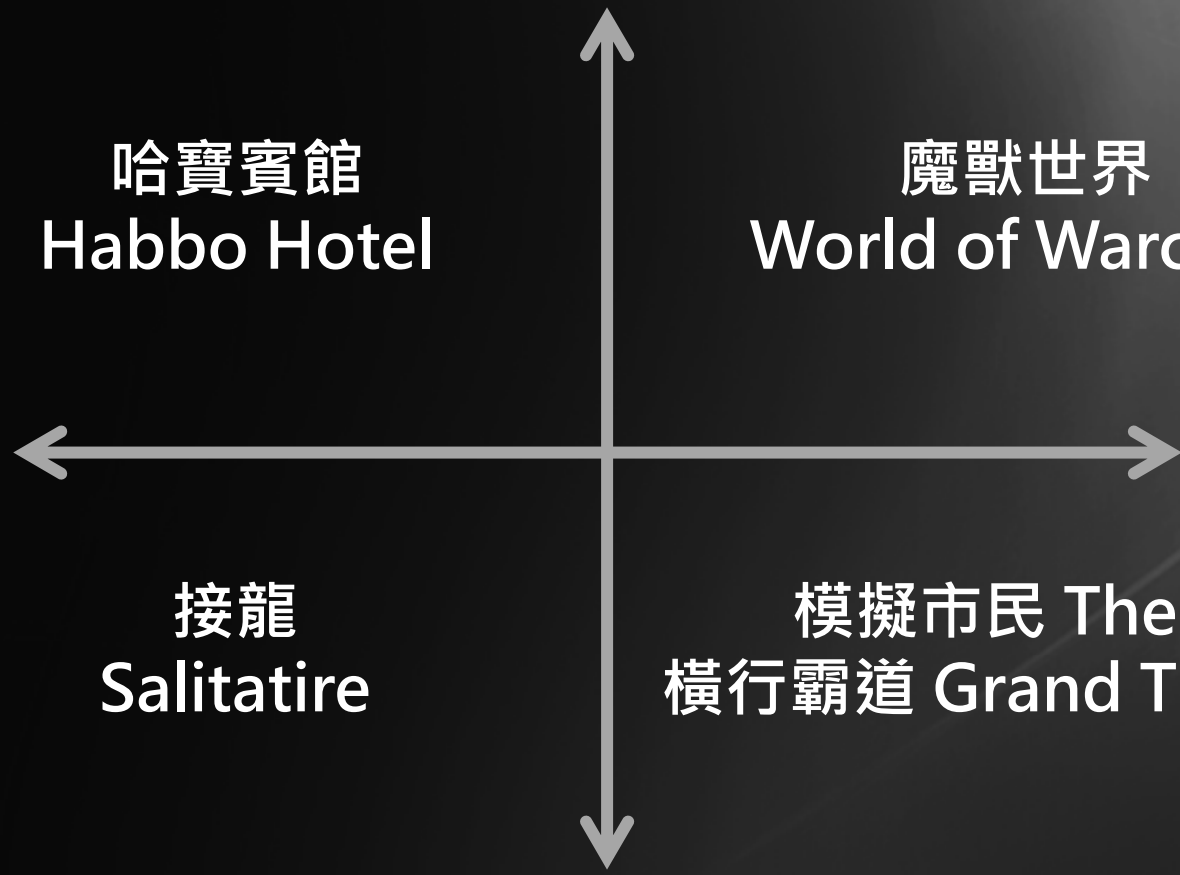 哈寶賓館
Habbo Hotel
魔獸世界
World of
接龍
Salitatire
模擬市民 The
橫行霸道 Grand